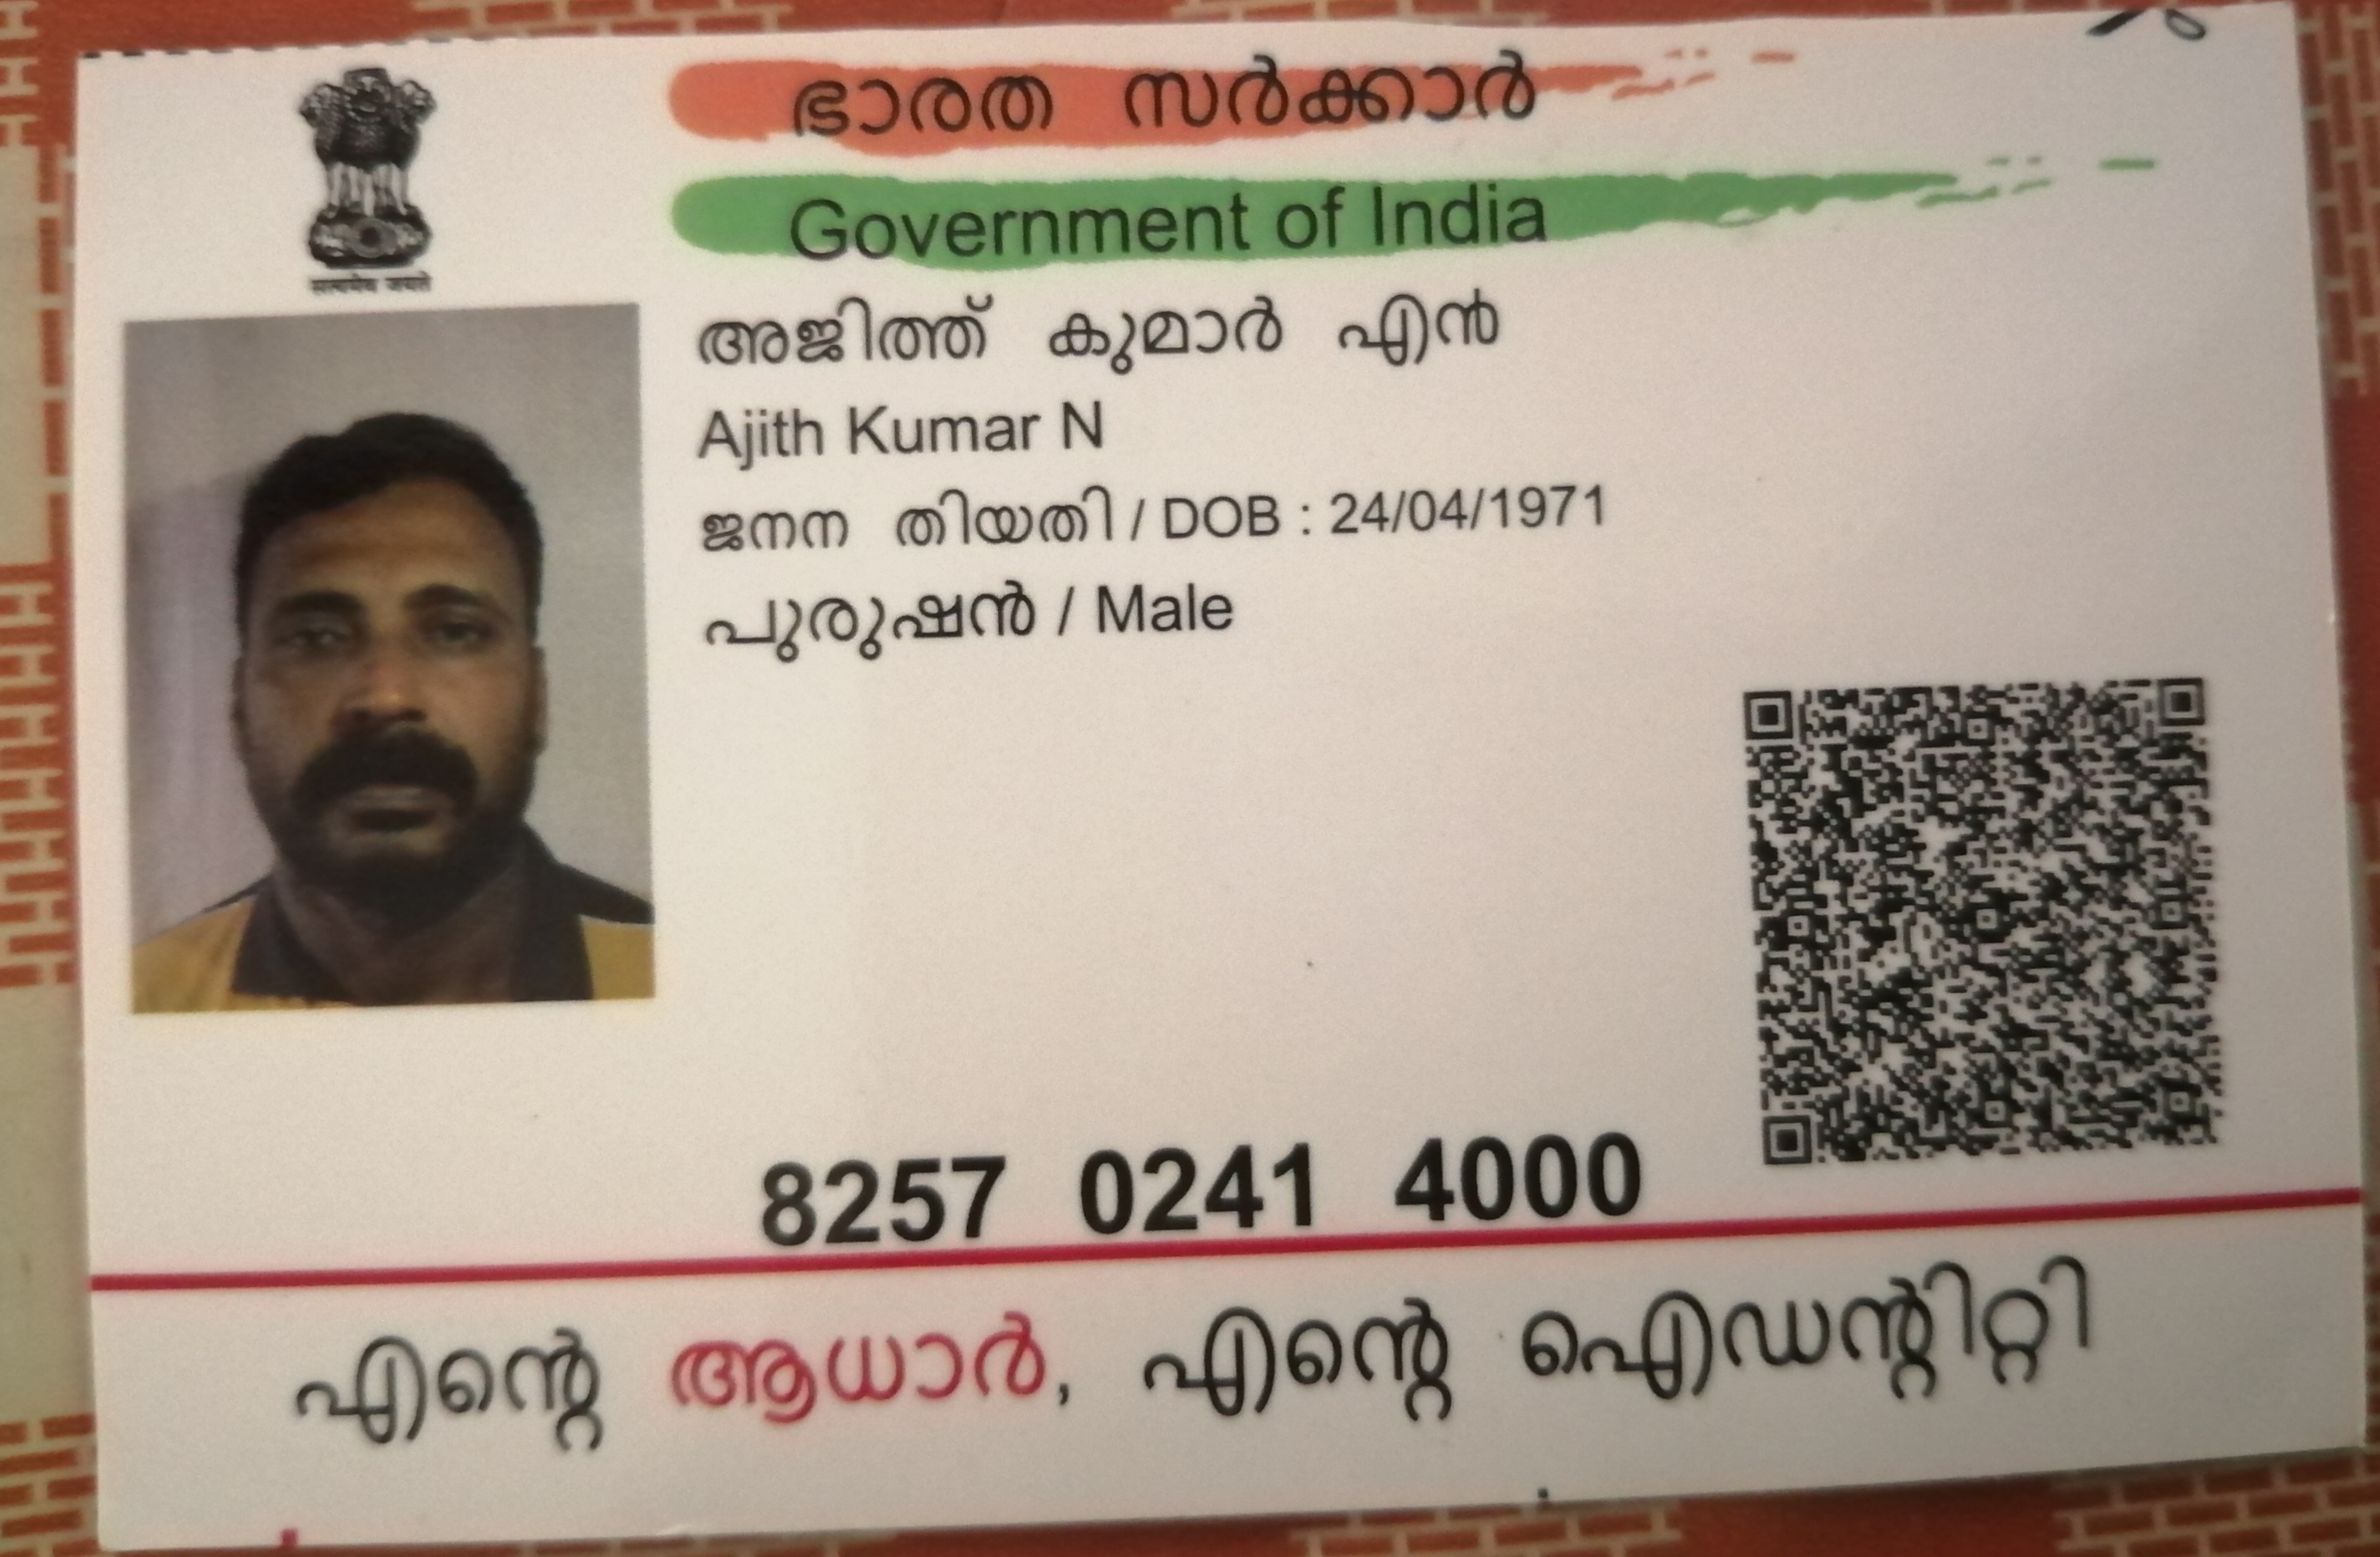 ഭാരത സർക്കാർ
Government of India
सत्यमेव जयते
അജിത്ത് കുമാർ എൻ
Ajith Kumar N
ജനന തിയതി / DOB : 24/04/1971
പുരുഷൻ / Male
8257 0241 4000
എന്റെ ആധാർ, എന്റെ ഐഡന്റിറ്റി